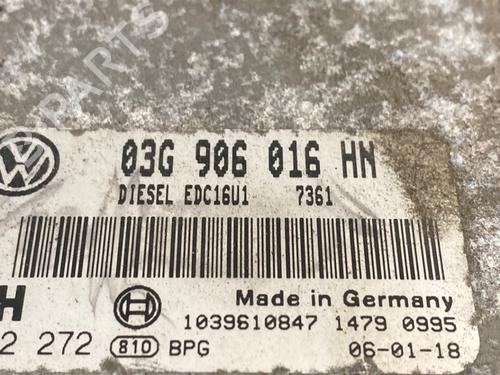 PARTS
03G 906 016 HN
DIESEL EDC16U1 7361
H Made in Germany
1039610847 1479 0995
2 272 810 BPG 06-01-18